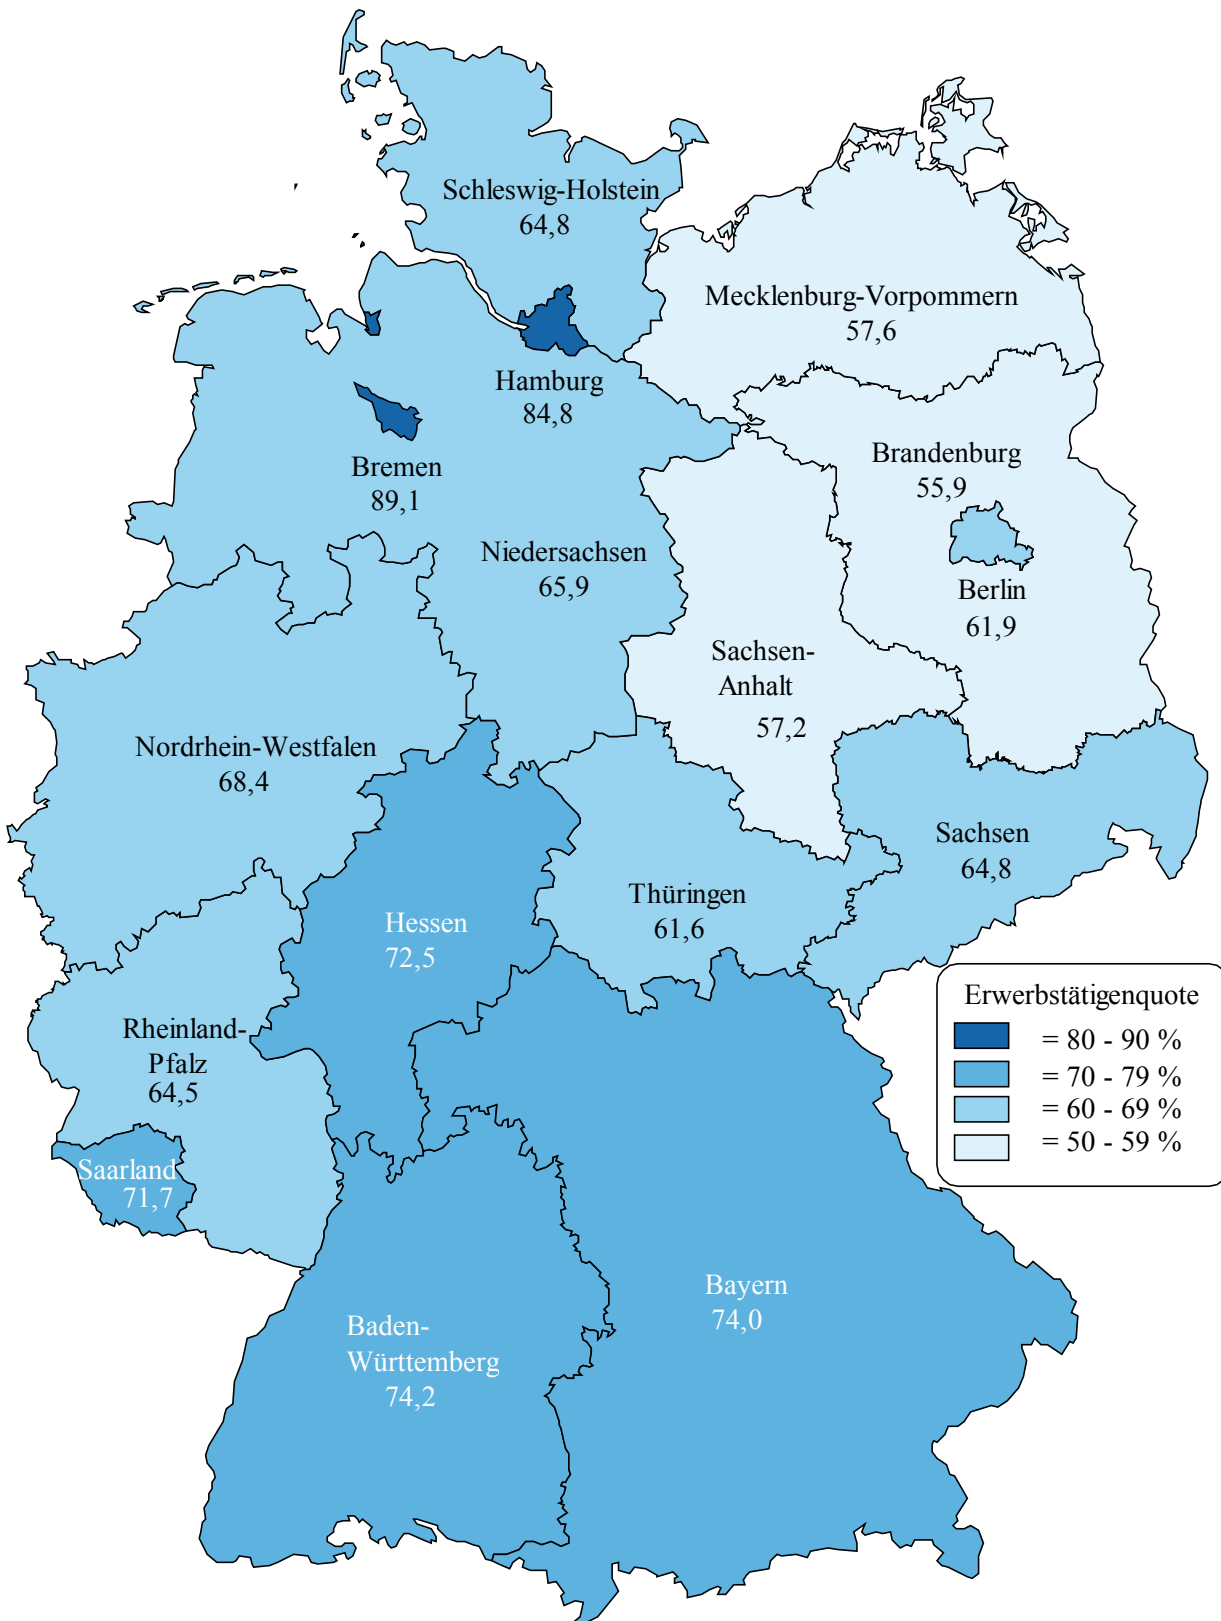 Schleswig-Holstein
64,8
Mecklenburg-Vorpommern
57,6
Hamburg
84,8
Bremen
89,1
Brandenburg
55,9
Niedersachsen
65,9
Berlin
61,9
Sachsen-
Anhalt
57,2
Nordrhein-Westfalen
68,4
Sachsen
64,8
Thüringen
61,6
Hessen
72,5
Rheinland-
Pfalz
64,5
Saarland
71,7
Bayern
74,0
Baden-
Württemberg
74,2
Erwerbstätigenquote
= 80 - 90 %
= 70 - 79 %
= 60 - 69 %
= 50 - 59 %